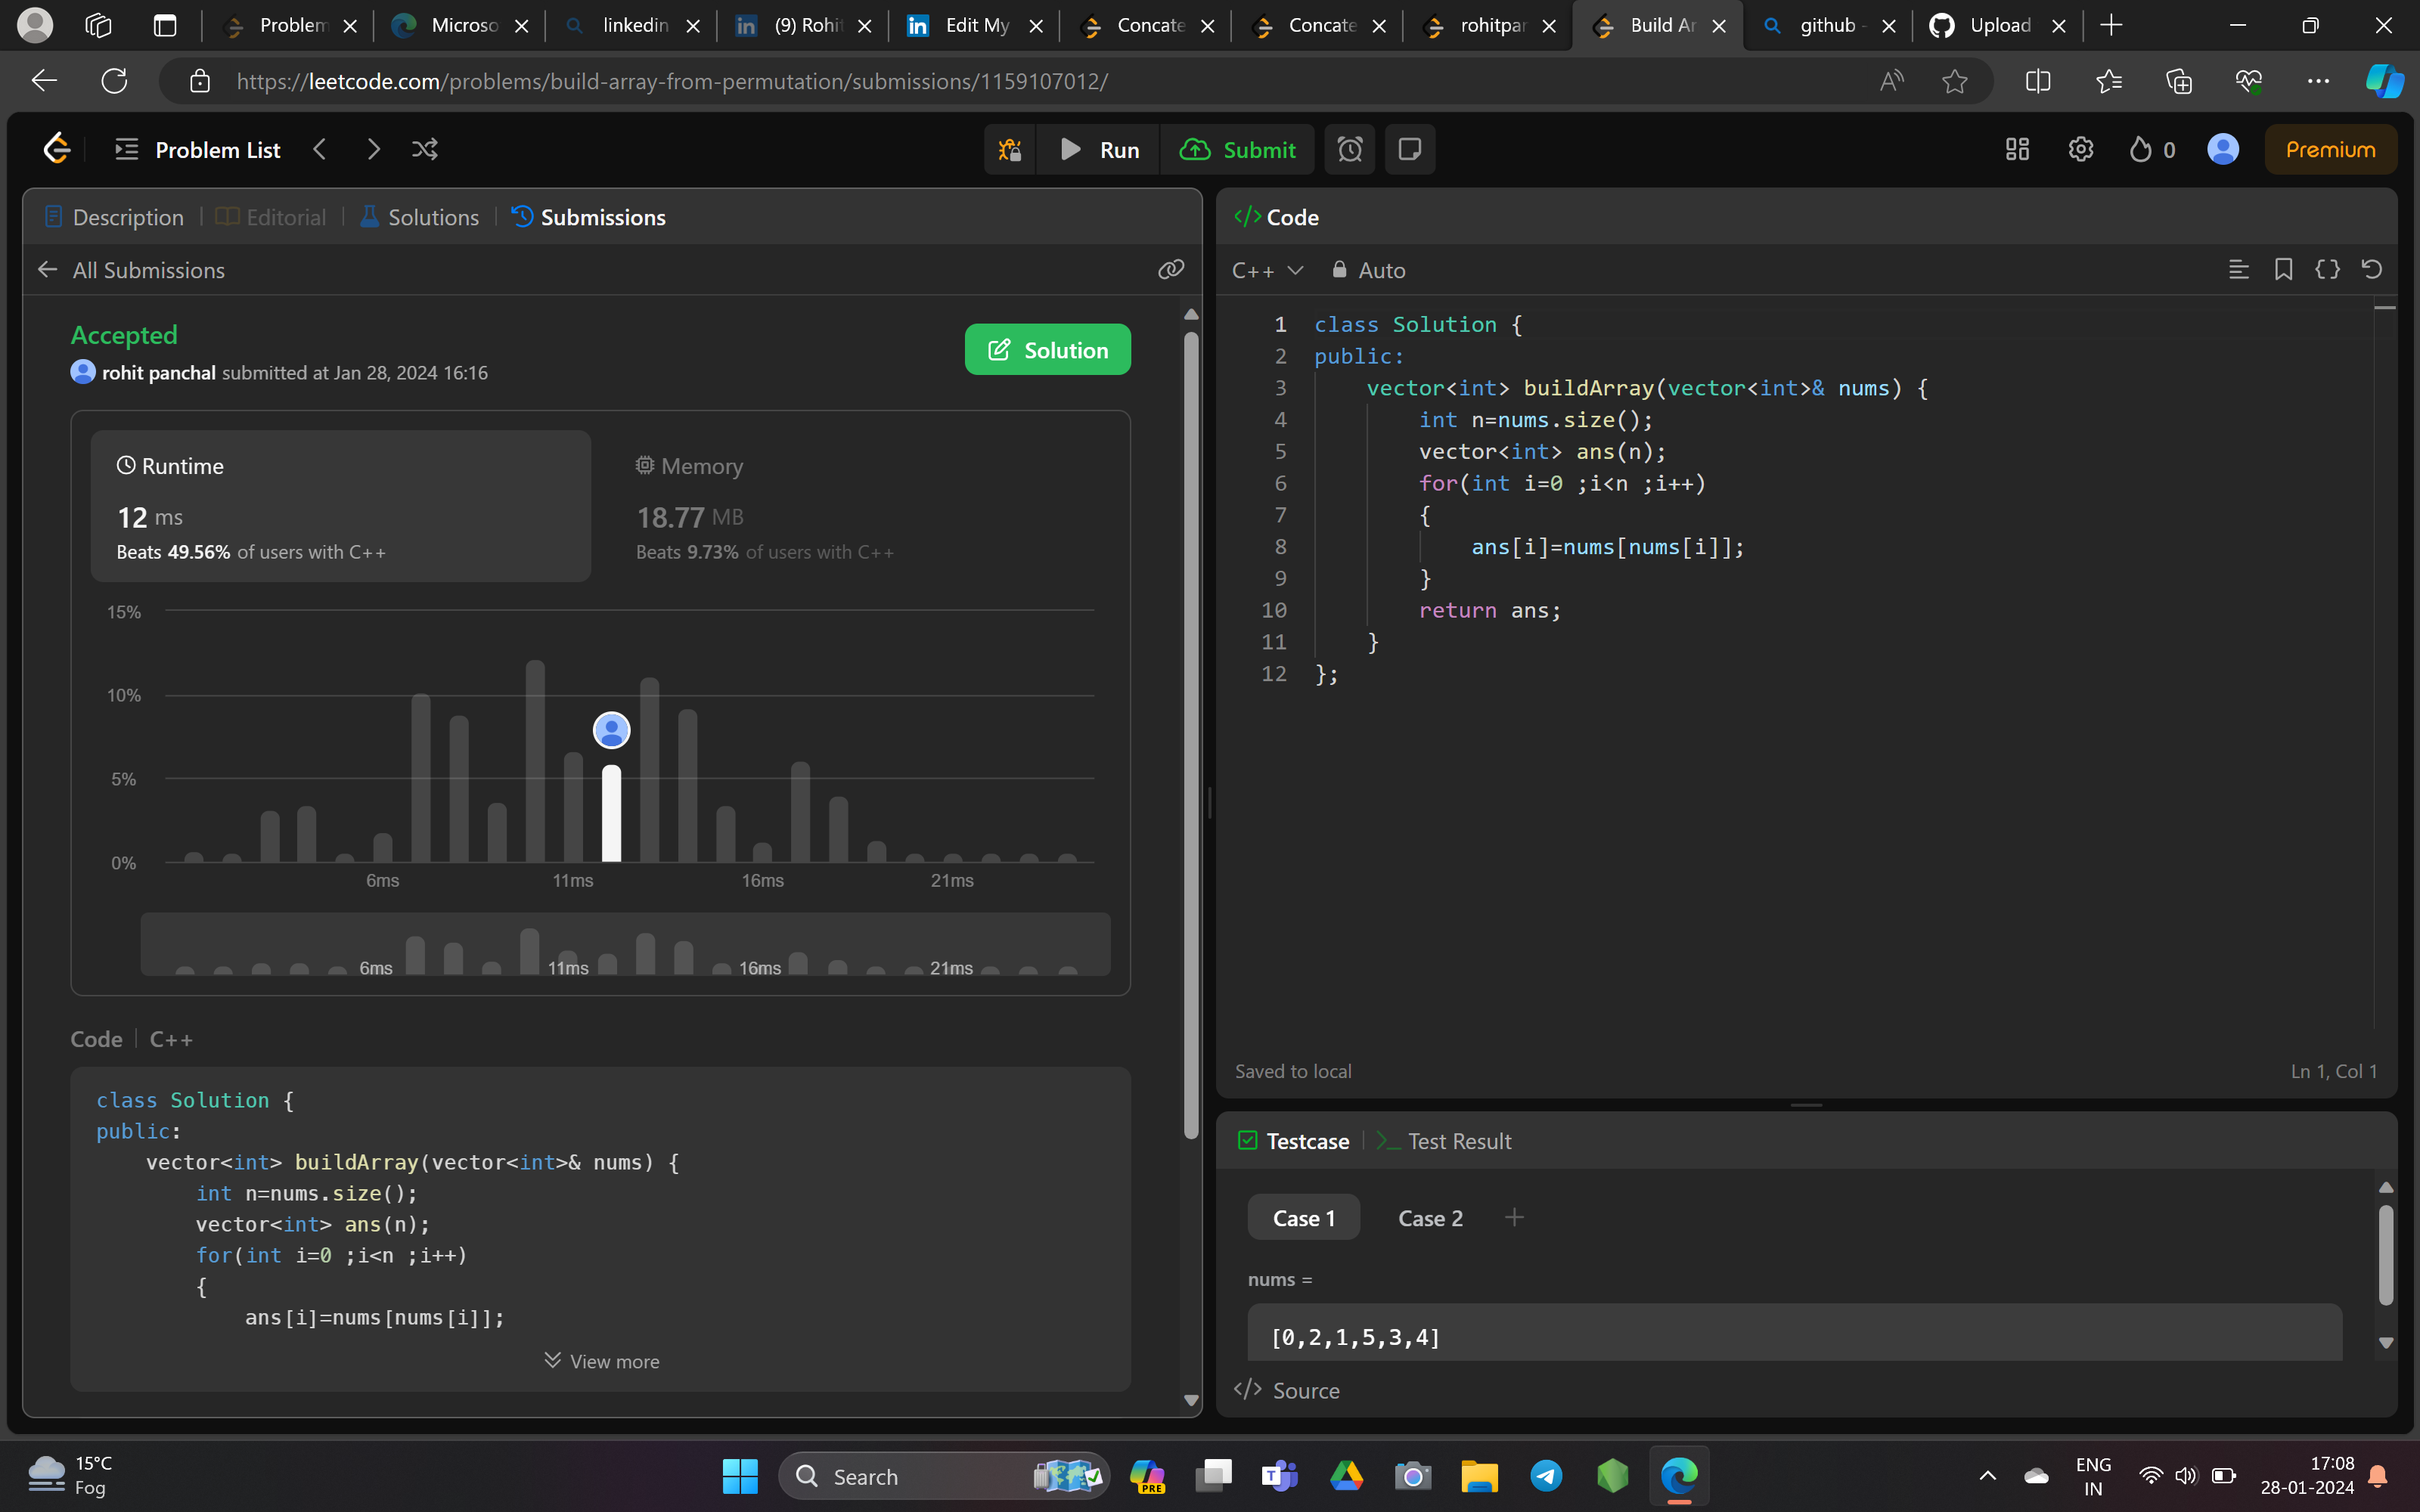 Problem
Microso
linkedin
(9) Rohit
Edit My
Concate
Concate
rohitpar
Build Ar
github -
Upload
https://leetcode.com/problems/build-array-from-permutation/submissions/1159107012/
Problem List
Run
Submit
0
Premium
Description
Editorial
Solutions
Submissions
All Submissions
Accepted
rohit panchal submitted at Jan 28, 2024 16:16
Solution
Runtime
12 ms
Beats 49.56% of users with C++
Memory
18.77 MB
Beats 9.73% of users with C++
15%
10%
5%
0%
6ms 11ms 16ms 21ms
6ms 11ms 16ms 21ms
Code | C++
class Solution {
public:
    vector<int> buildArray(vector<int>& nums) {
        int n=nums.size();
        vector<int> ans(n);
        for(int i=0 ;i<n ;i++)
        {
            ans[i]=nums[nums[i]];
View more
</> Code
C++ Auto
1 class Solution {
2 public:
3     vector<int> buildArray(vector<int>& nums) {
4         int n=nums.size();
5         vector<int> ans(n);
6         for(int i=0 ;i<n ;i++)
7         {
8             ans[i]=nums[nums[i]];
9         }
10         return ans;
11     }
12 };
Saved to local
Ln 1, Col 1
Testcase
>_ Test Result
Case 1 Case 2 +
nums =
[0,2,1,5,3,4]
</> Source
15°C
Fog
Search
PRE
ENG
IN
17:08
28-01-2024